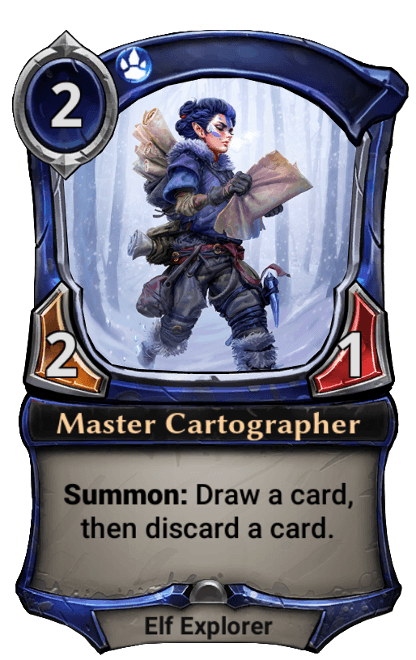 2
2
1
Master Cartographer
Summon: Draw a card,
then discard a card.
Elf Explorer